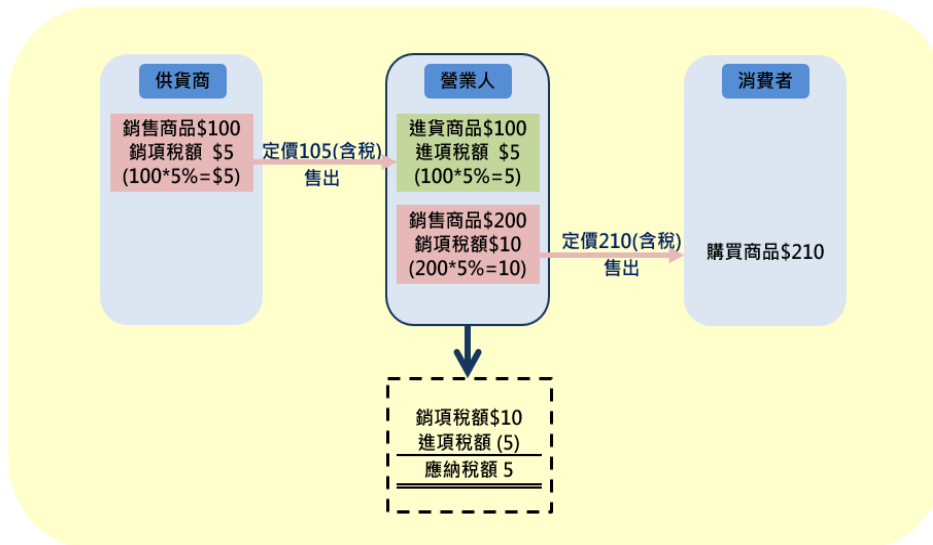 供貨商
銷售商品$100
銷項稅額 $5
(100*5%=$5)
定價105(含稅)
售出
營業人
進貨商品$100
進項稅額 $5
(100*5%=5)
銷售商品$200
銷項稅額$10
(200*5%=10)
定價210(含稅)
售出
消費者
購買商品$210
銷項稅額$10
進項稅額 (5)
應納稅額 5